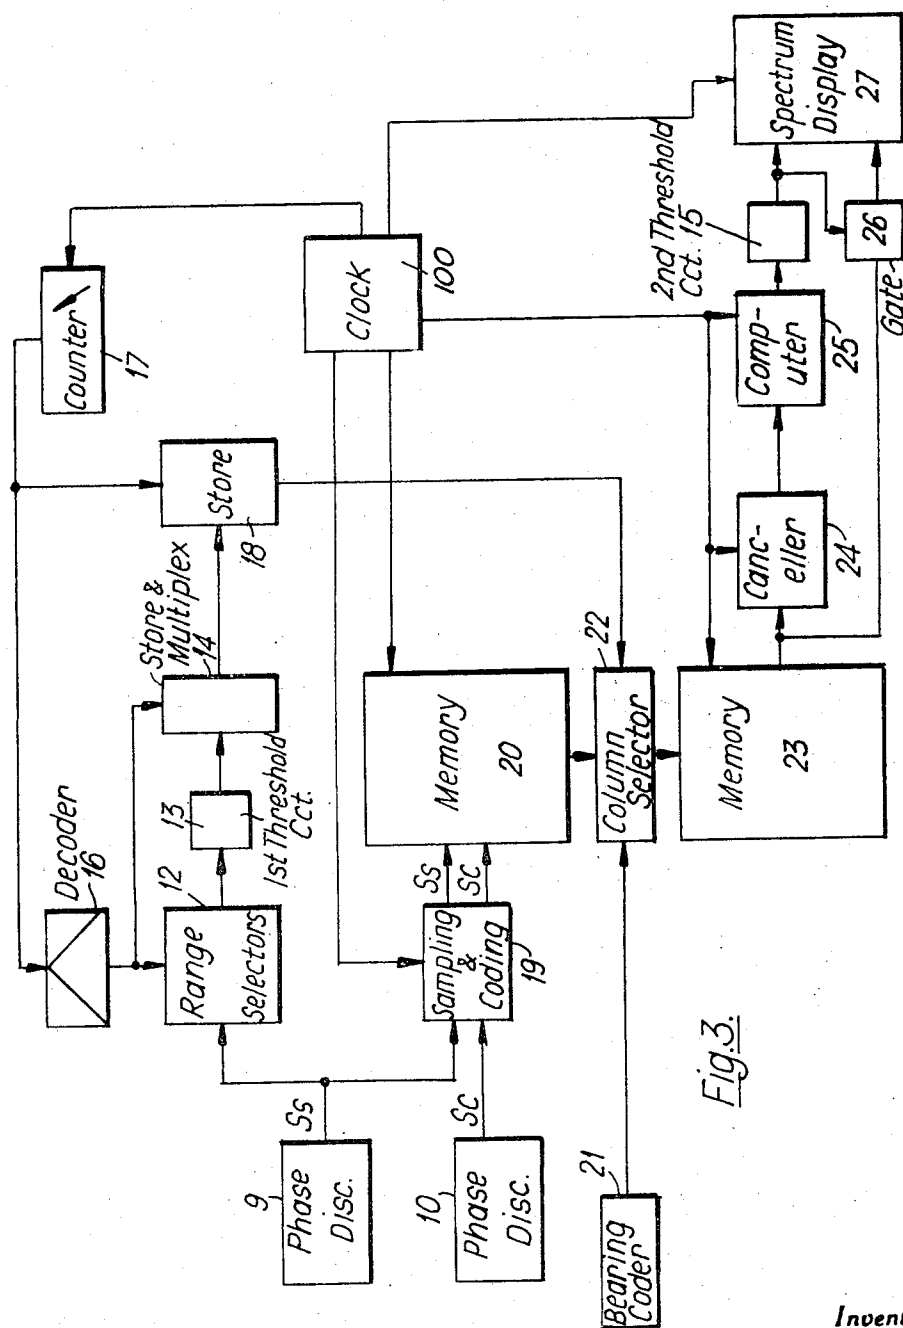 9
Phase
Disc.
Ss
10
Phase
Disc.
Sc
21
Bearing
Coder
Decoder
16
12
Range
Selectors
13
1st Threshold
Cct.
Store &
Multiplex
14
Store
18
Counter
17
Clock
100
Sampling
&
Coding
19
Ss
Sc
Memory
20
22
Column
Selector
Memory
23
Canc-
eller
24
Comp-
uter
25
2nd Threshold
Cct. 15
Gate
26
Spectrum
Display
27
Fig.3.
Invent